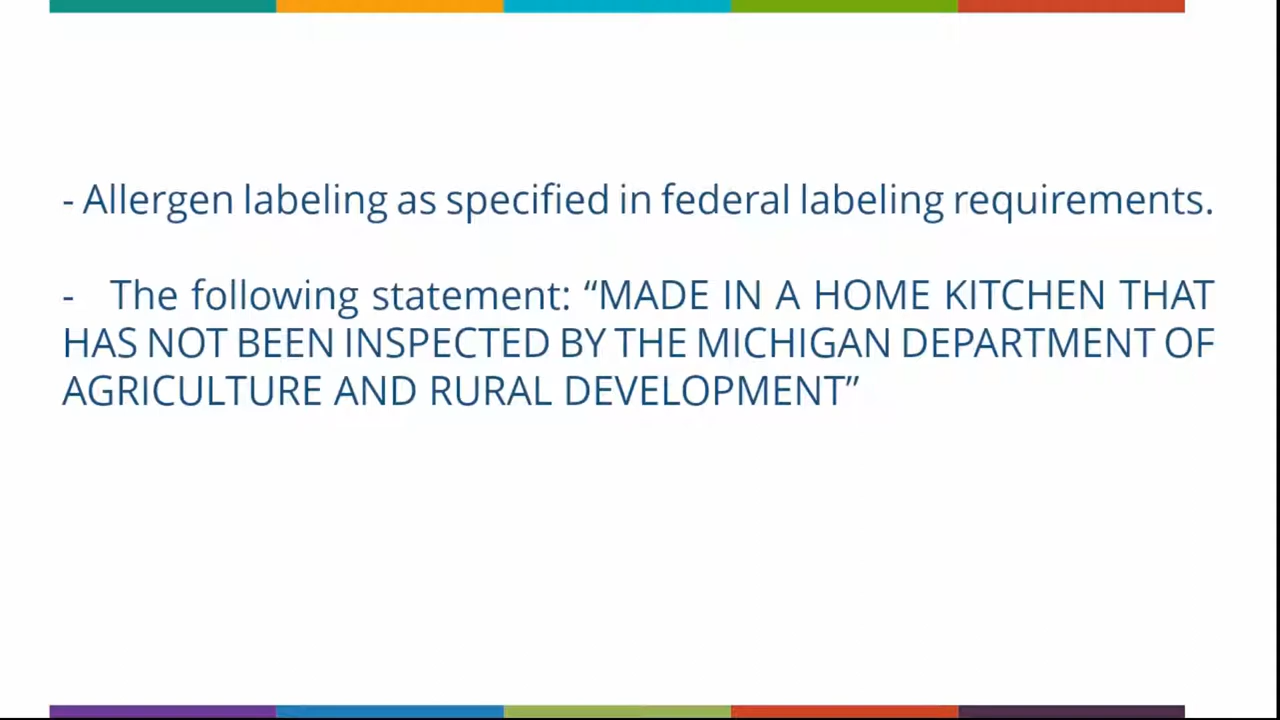 - Allergen labeling as specified in federal labeling requirements.
- The following statement: “MADE IN A HOME KITCHEN THAT
HAS NOT BEEN INSPECTED BY THE MICHIGAN DEPARTMENT OF
AGRICULTURE AND RURAL DEVELOPMENT”